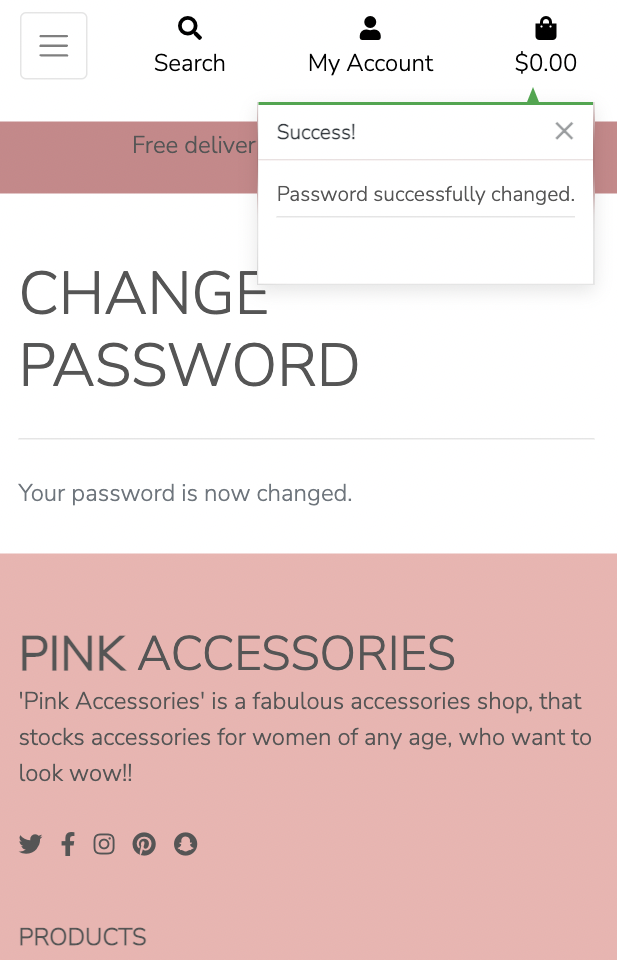 Search
My Account
$0.00
Free deliver
Success!
Password successfully changed.
CHANGE
PASSWORD
Your password is now changed.
PINK ACCESSORIES
'Pink Accessories' is a fabulous accessories shop, that
stocks accessories for women of any age, who want to
look wow!!
PRODUCTS